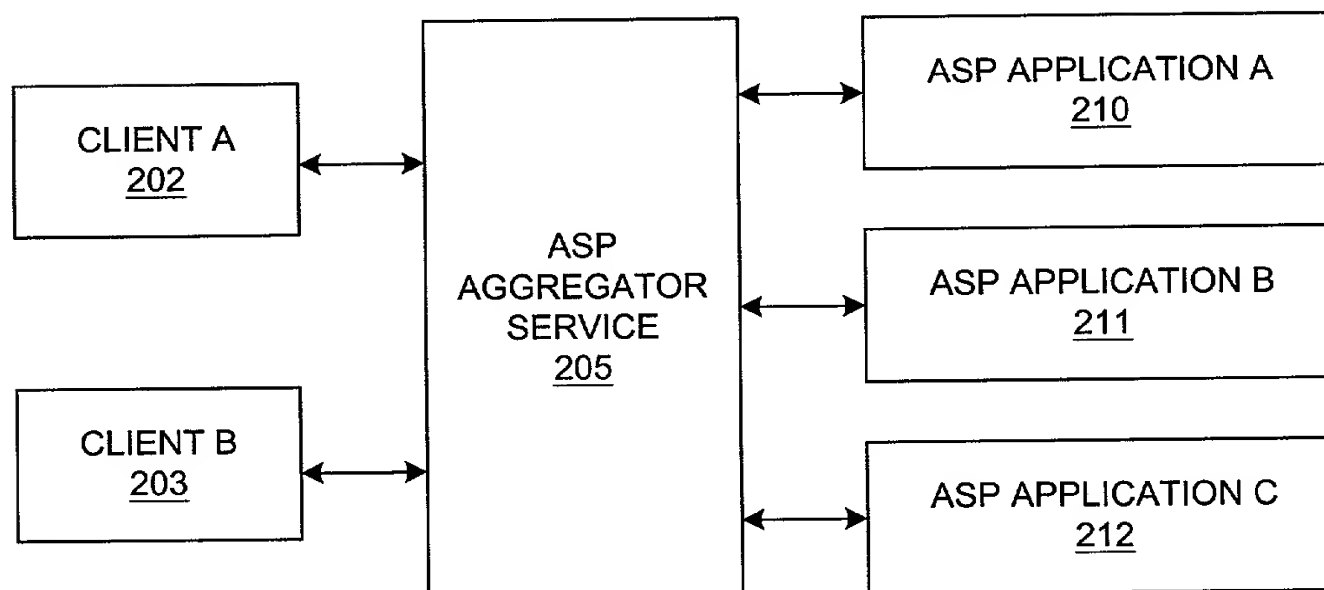 CLIENT A
202
CLIENT B
203
ASP
AGGREGATOR
SERVICE
205
ASP APPLICATION A
210
ASP APPLICATION B
211
ASP APPLICATION C
212